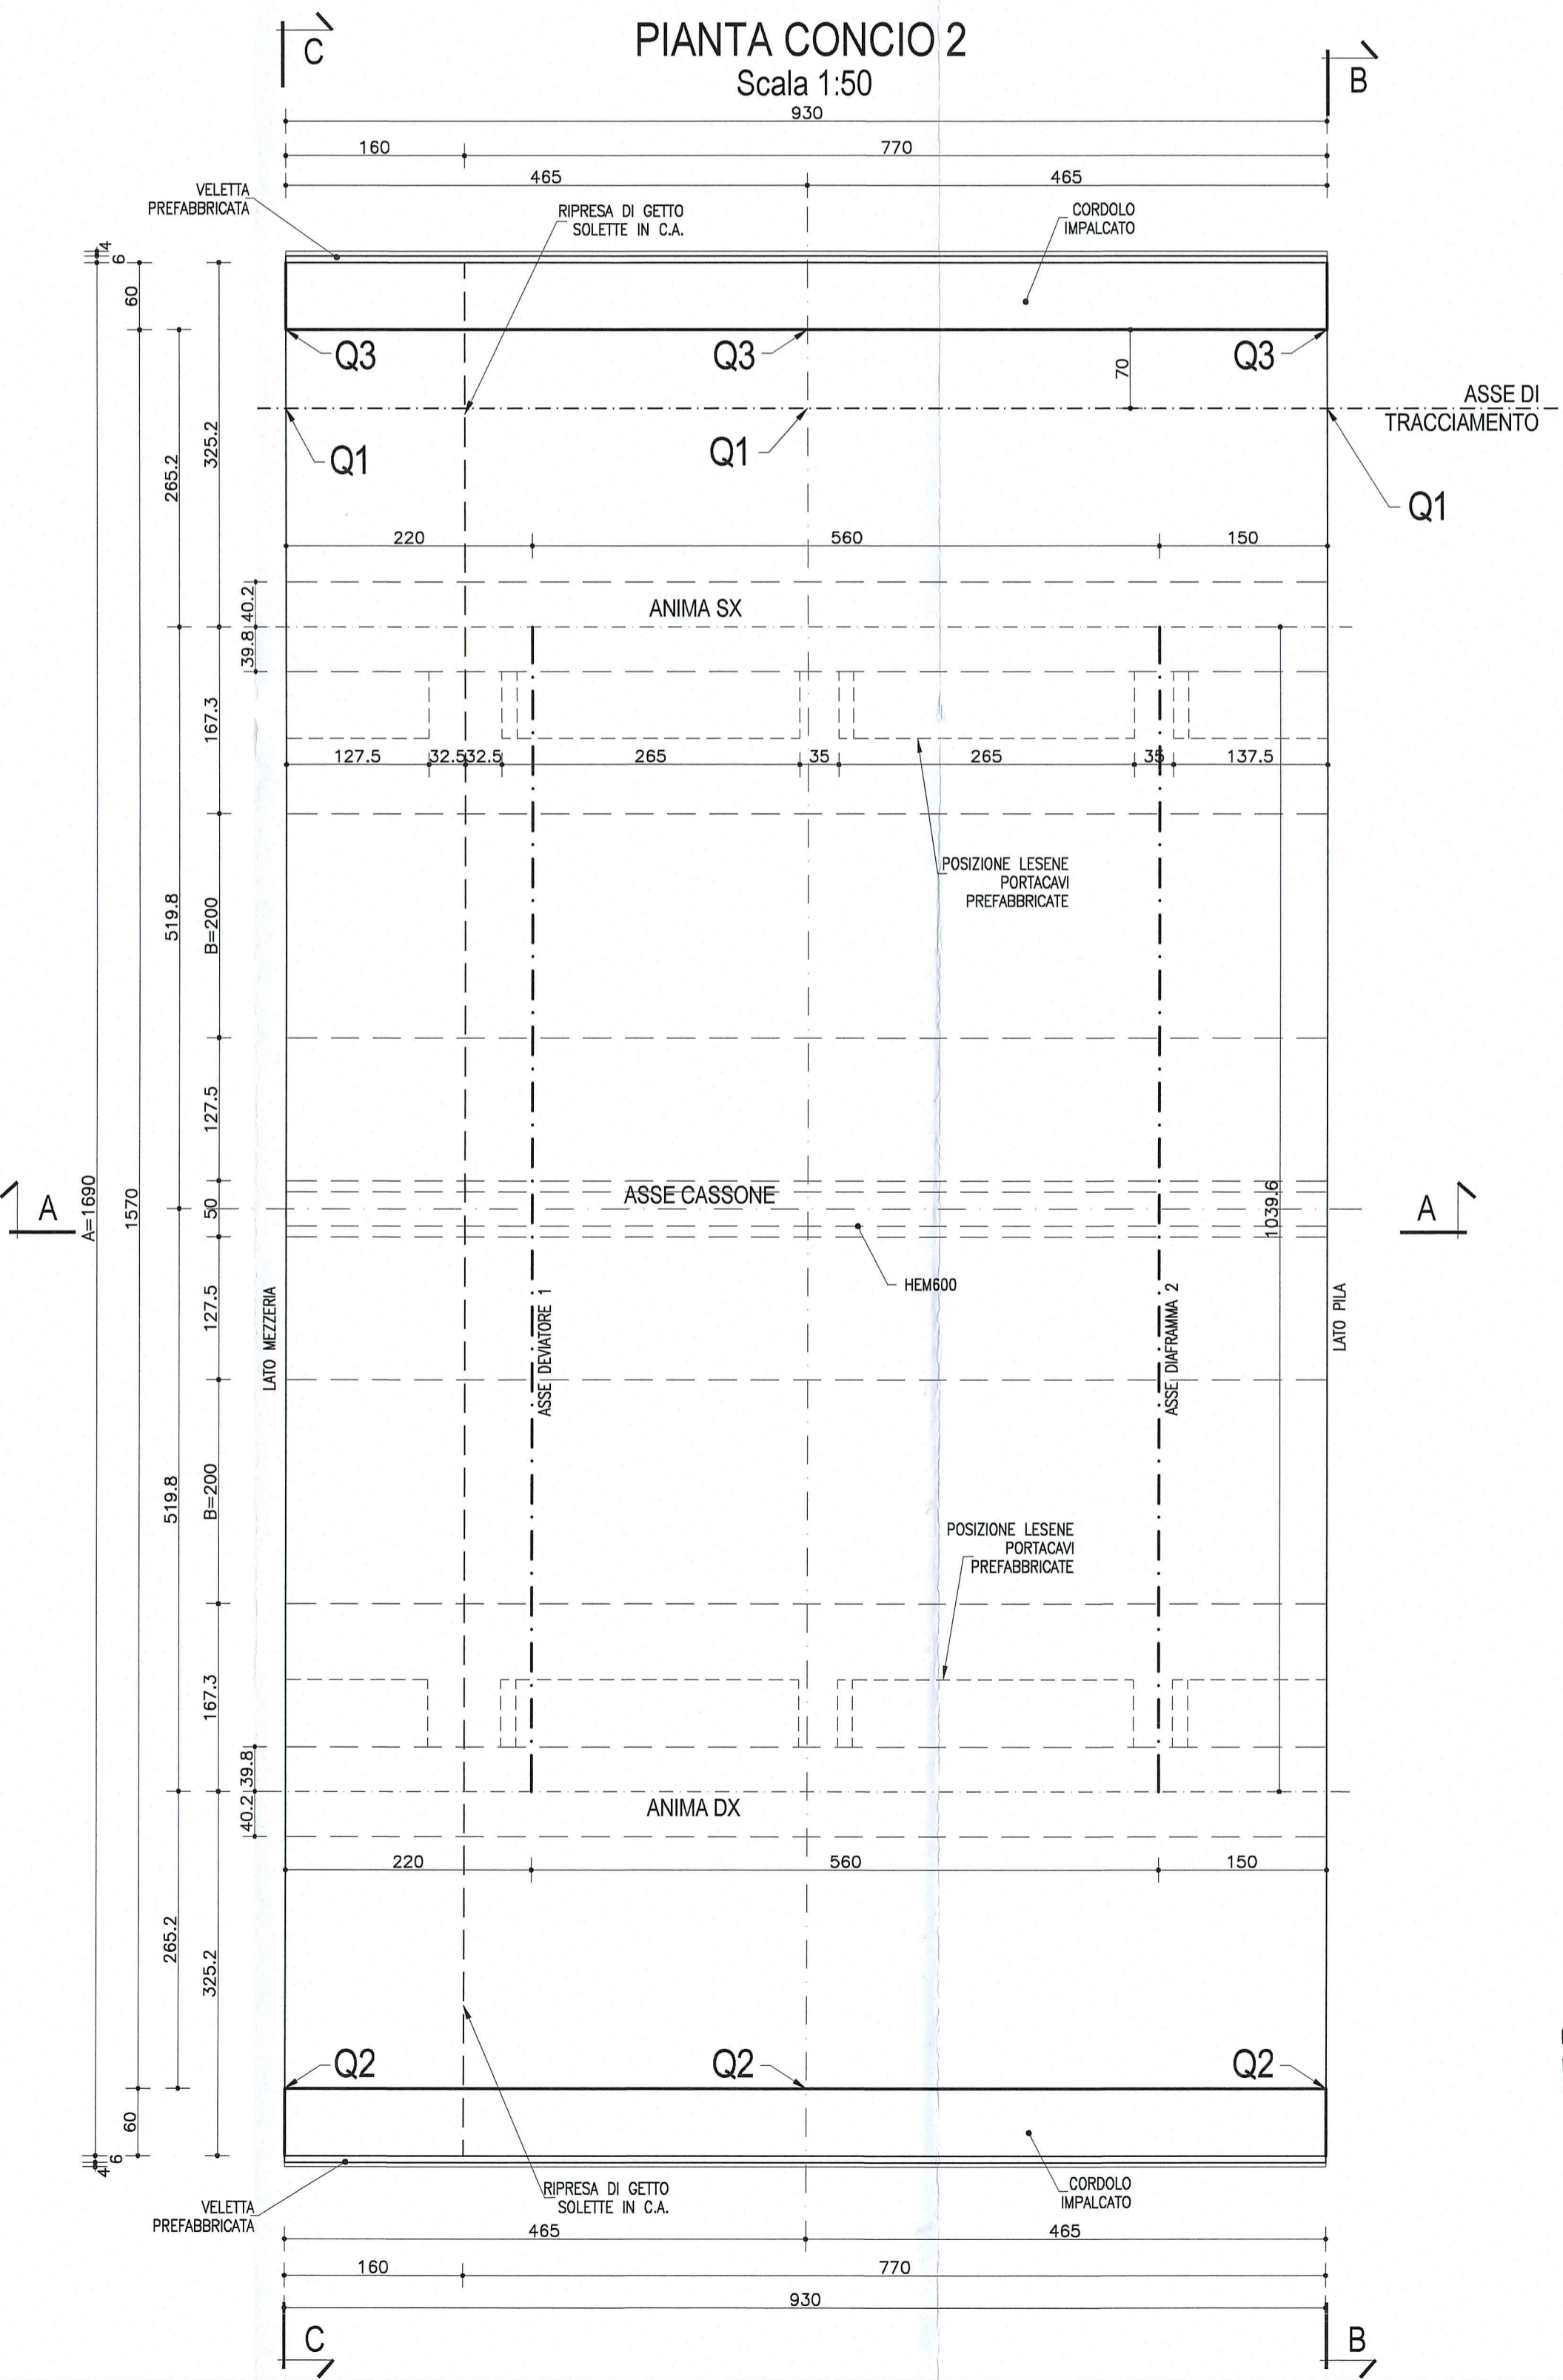 PIANTA CONCIO 2
Scala 1:50
C
B
930
160
770
465
465
VELETTA
PREFABBRICATA
RIPRESA DI GETTO
SOLETTE IN C.A.
CORDOLO
IMPALCATO
4
6
60
Q3
Q3
Q3
70
ASSE DI
TRACCIAMENTO
Q1
Q1
Q1
265.2
325.2
220
560
150
40.2
39.8
ANIMA SX
167.3
127.5
32.5
32.5
265
35
265
35
137.5
POSIZIONE LESENE
PORTACAVI
PREFABBRICATE
519.8
B=200
127.5
A
A=1690
1570
50
ASSE CASSONE
1039.6
A
HEM600
127.5
LATO MEZZERIA
ASSE DEVIATORE 1
ASSE DIAFRAMMA 2
LATO PILA
519.8
B=200
POSIZIONE LESENE
PORTACAVI
PREFABBRICATE
167.3
39.8
40.2
ANIMA DX
220
560
150
265.2
325.2
Q2
Q2
Q2
60
6
4
VELETTA
PREFABBRICATA
RIPRESA DI GETTO
SOLETTE IN C.A.
CORDOLO
IMPALCATO
465
465
160
770
930
C
B